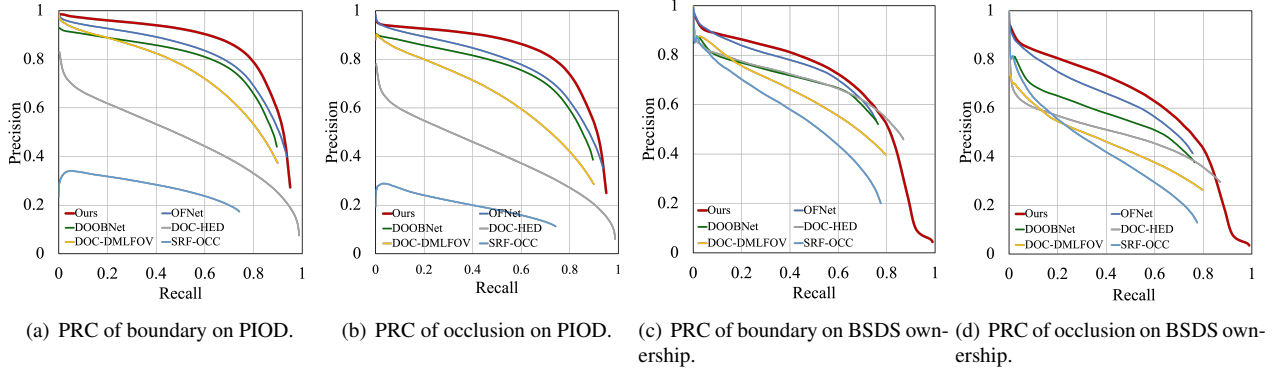 1
0.8
0.6
0.4
0.2
0
Precision
0 0.2 0.4 0.6 0.8 1
Recall
Ours OFNet
DOOBNet DOC-HED
DOC-DMLFOV SRF-OCC
(a) PRC of boundary on PIOD.
1
0.8
0.6
0.4
0.2
0
Precision
0 0.2 0.4 0.6 0.8 1
Recall
Ours OFNet
DOOBNet DOC-HED
DOC-DMLFOV SRF-OCC
(b) PRC of occlusion on PIOD.
1
0.8
0.6
0.4
0.2
0
Precision
0 0.2 0.4 0.6 0.8 1
Recall
Ours OFNet
DOOBNet DOC-HED
DOC-DMLFOV SRF-OCC
(c) PRC of boundary on BSDS own-
ership.
1
0.8
0.6
0.4
0.2
0
Precision
0 0.2 0.4 0.6 0.8 1
Recall
Ours OFNet
DOOBNet DOC-HED
DOC-DMLFOV SRF-OCC
(d) PRC of occlusion on BSDS own-
ership.